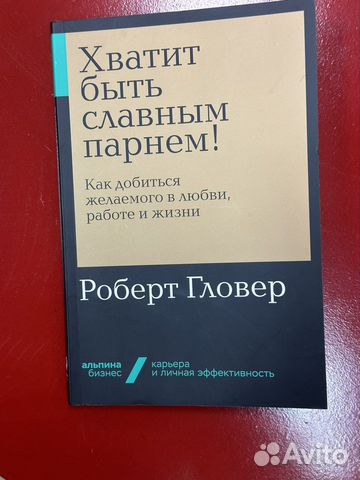 Хватит
быть
славным
парнем!
Как добиться
желаемого в любви,
работе и жизни
Роберт Гловер
альпина
бизнес
карьера
и личная эффективность
Avito